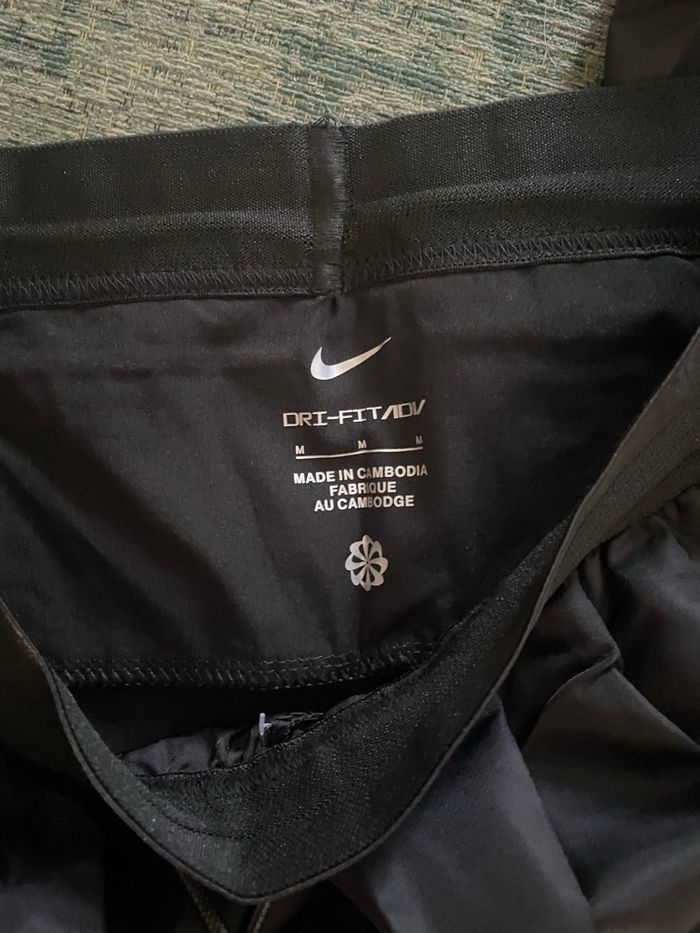 DRI-FIT ADV
M M M
MADE IN CAMBODIA
FABRIQUE
AU CAMBODGE